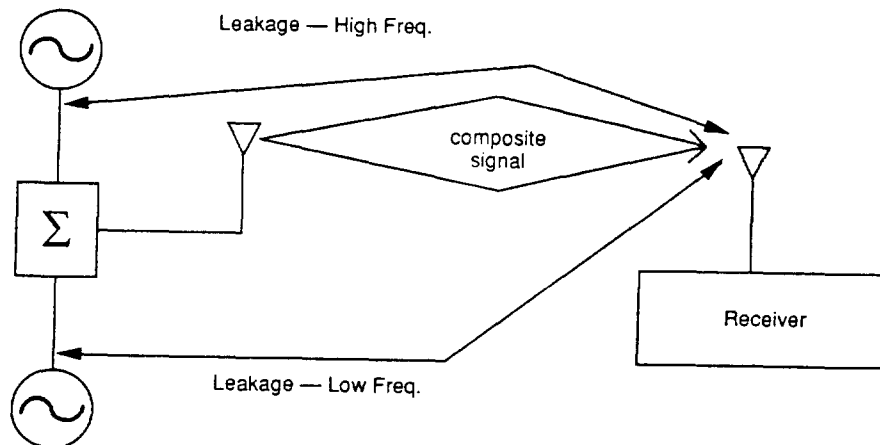 Leakage — High Freq.
composite
signal
Σ
Receiver
Leakage — Low Freq.